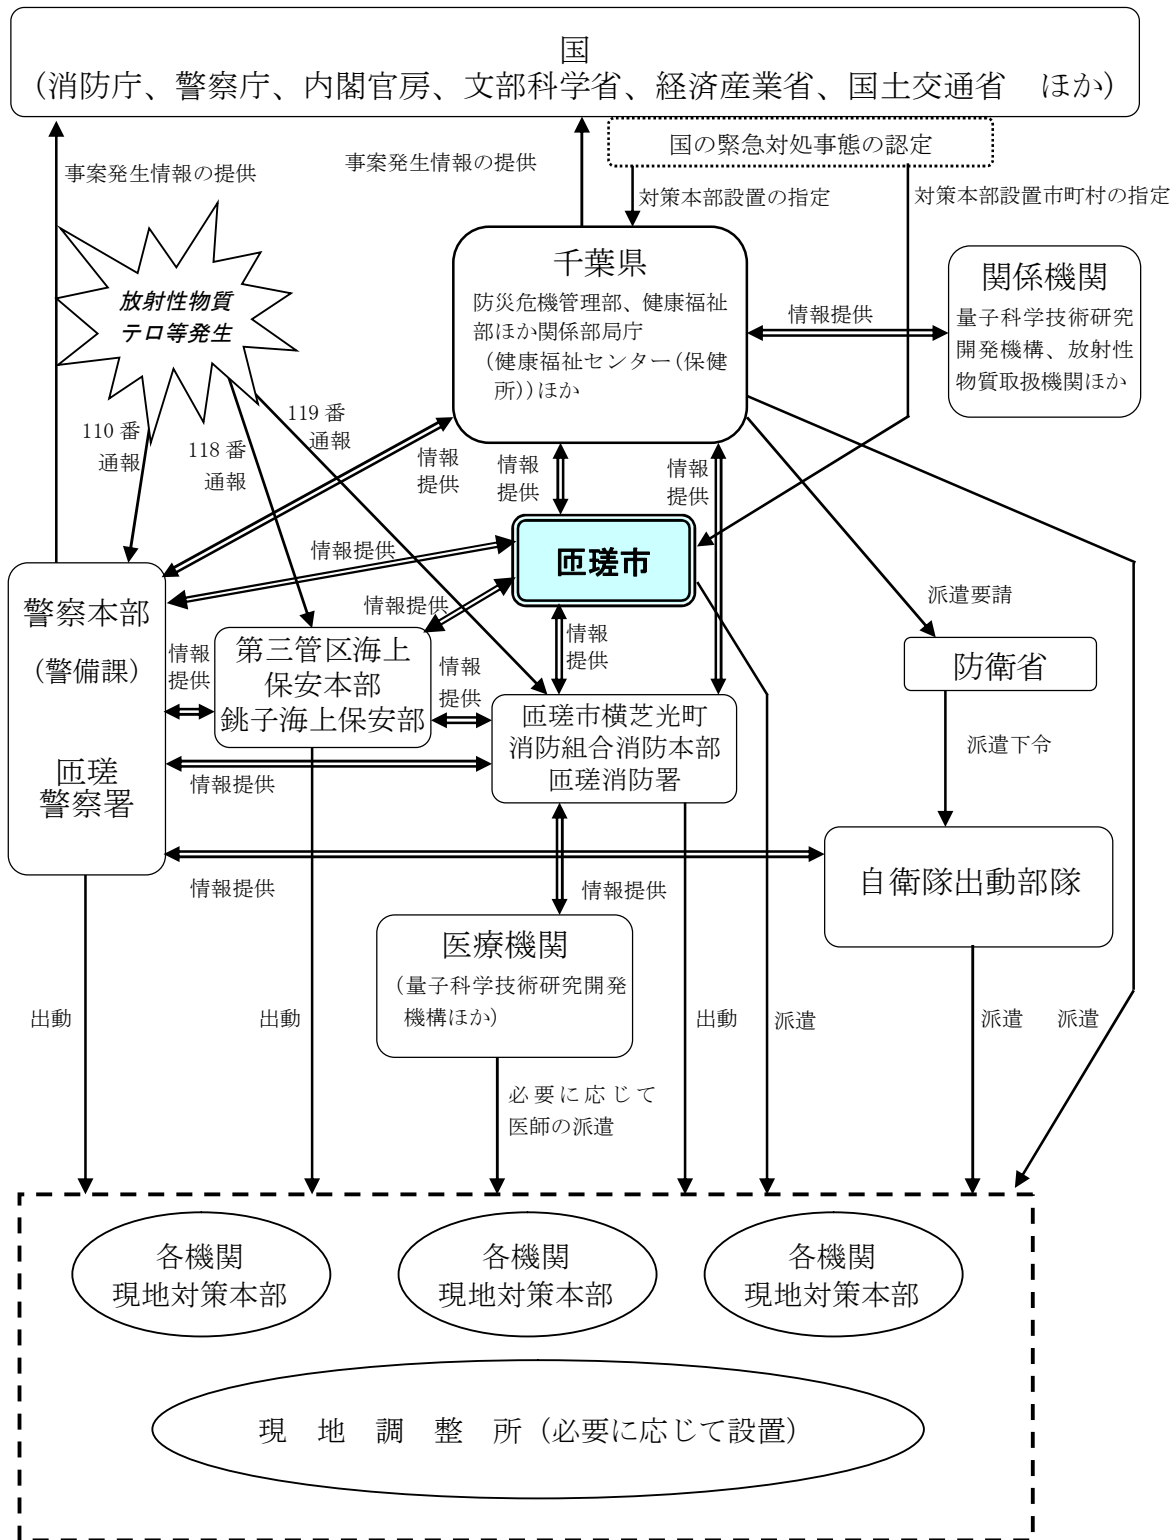 国
(消防庁、警察庁、内閣官房、文部科学省、経済産業省、国土交通省　ほか)
国の緊急対処事態の認定
事案発生情報の提供
事案発生情報の提供
対策本部設置の指定
対策本部設置市町村の指定
放射性物質
テロ等発生
千葉県
防災危機管理部、健康福祉
部ほか関係部局庁
(健康福祉センター(保健
所))ほか
情報提供
関係機関
量子科学技術研究
開発機構、放射性
物質取扱機関ほか
110 番
通報
118 番
通報
119 番
通報
情報
提供
情報
提供
情報
提供
匝瑳市
情報提供
情報提供
派遣要請
警察本部
(警備課)
匝瑳
警察署
情報
提供
第三管区海上
保安本部
銚子海上保安部
情報
提供
情報
提供
匝瑳市横芝光町
消防組合消防本部
匝瑳消防署
防衛省
派遣下令
情報提供
情報提供
情報提供
自衛隊出動部隊
医療機関
(量子科学技術研究開発
機構ほか)
出動
出動
出動
派遣
派遣
派遣
必要に応じて
医師の派遣
各機関
現地対策本部
各機関
現地対策本部
各機関
現地対策本部
現　地　調　整　所 (必要に応じて設置)